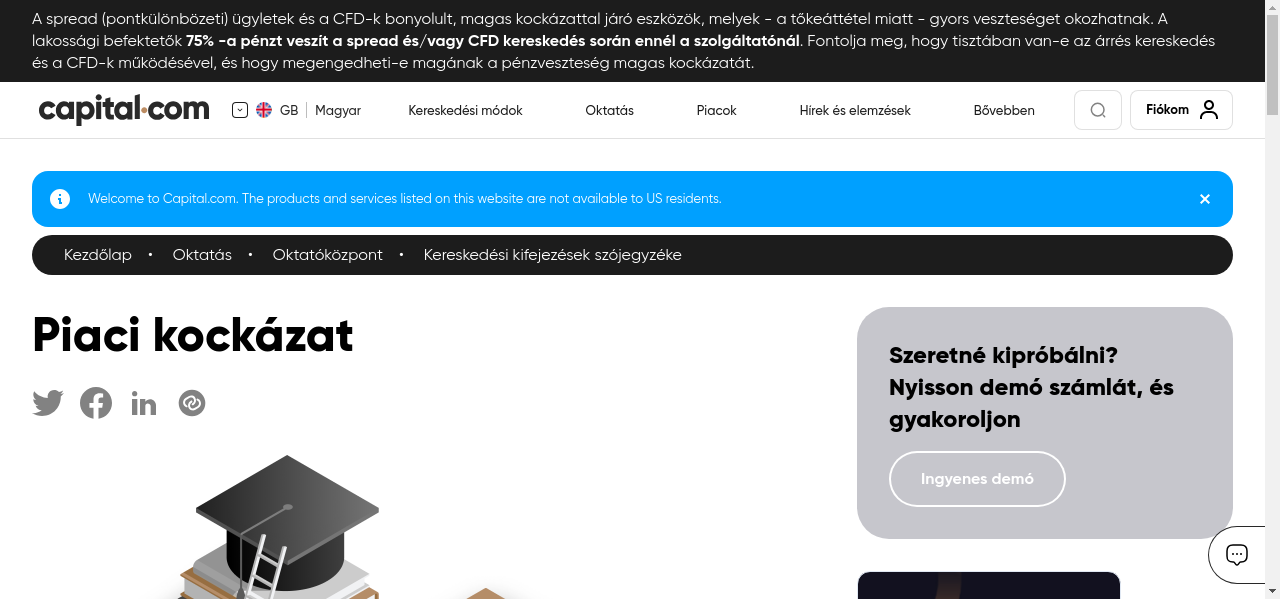 A spread (pontkülönbözeti) ügyletek és a CFD-k bonyolult, magas kockázattal járó eszközök, melyek - a tőkeáttétel miatt - gyors veszteséget okozhatnak. A
lakossági befektetők 75% -a pénzt veszít a spread és/vagy CFD kereskedés során ennél a szolgáltatónál. Fontolja meg, hogy tisztában van-e az árrés kereskedés
és a CFD-k működésével, és hogy megengedheti-e magának a pénzveszteség magas kockázatát.
capital.com GB Magyar Kereskedési módok Oktatás Piacok Hírek és elemzések Bővebben Fiókom
Welcome to Capital.com. The products and services listed on this website are not available to US residents.
Kezdőlap • Oktatás • Oktatóközpont • Kereskedési kifejezések szójegyzéke
Piaci kockázat
Szeretné kipróbálni?
Nyisson demó számlát, és
gyakoroljon
Ingyenes demó